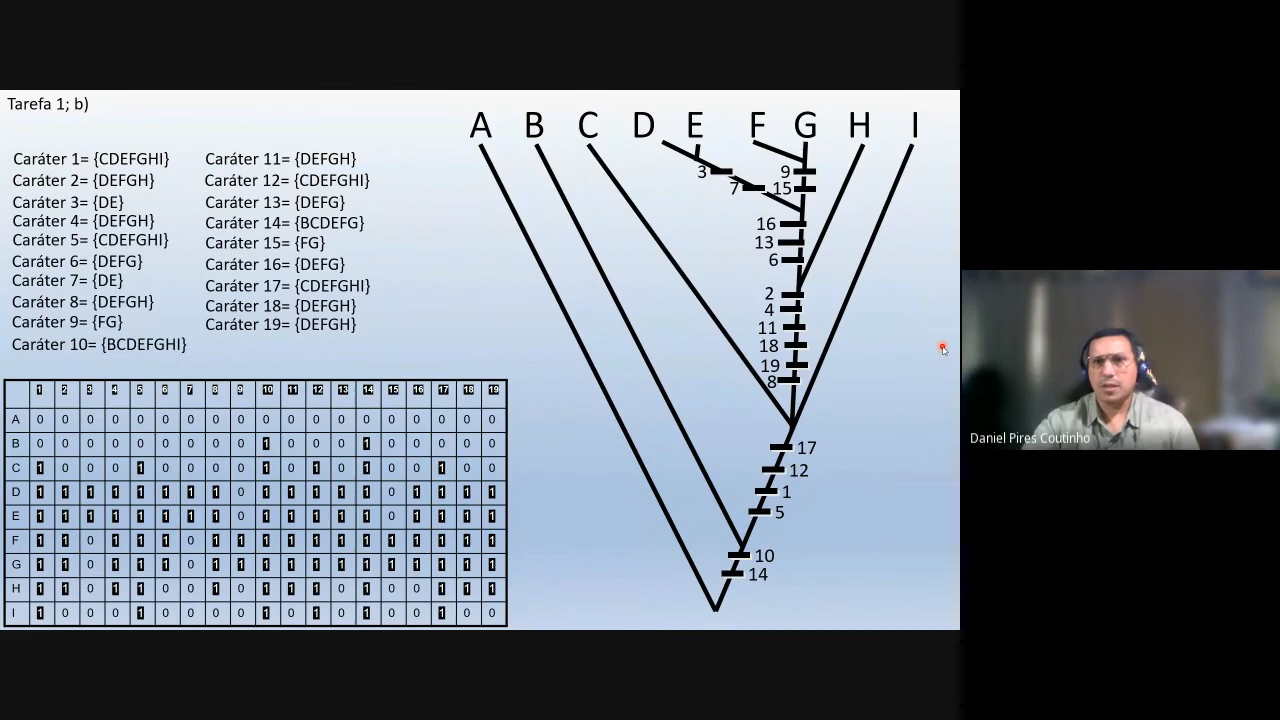 Tarefa 1; b)
Caráter 1= {CDEFGHI}
Caráter 2= {DEFGH}
Caráter 3= {DE}
Caráter 4= {DEFGH}
Caráter 5= {CDEFGHI}
Caráter 6= {DEFG}
Caráter 7= {DE}
Caráter 8= {DEFGH}
Caráter 9= {FG}
Caráter 10= {BCDEFGHI}
Caráter 11= {DEFGH}
Caráter 12= {CDEFGHI}
Caráter 13= {DEFG}
Caráter 14= {BCDEFG}
Caráter 15= {FG}
Caráter 16= {DEFG}
Caráter 17= {CDEFGHI}
Caráter 18= {DEFGH}
Caráter 19= {DEFGH}
1 2 3 4 5 6 7 8 9 10 11 12 13 14 15 16 17 18 19
A 0 0 0 0 0 0 0 0 0 0 0 0 0 0 0 0 0 0 0
B 0 0 0 0 0 0 0 0 0 1 0 0 0 1 0 0 0 0 0
C 1 0 0 0 1 0 0 0 0 1 0 1 0 1 0 0 1 0 0
D 1 1 1 1 1 1 1 1 0 1 1 1 1 1 0 1 1 1 1
E 1 1 1 1 1 1 1 1 0 1 1 1 1 1 0 1 1 1 1
F 1 1 0 1 1 1 0 1 1 1 1 1 1 1 1 1 1 1 1
G 1 1 0 1 1 1 0 1 1 1 1 1 1 1 1 1 1 1 1
H 1 1 0 1 1 0 0 1 0 1 1 1 0 1 0 0 1 1 1
I 1 0 0 0 1 0 0 0 0 1 0 1 0 1 0 0 1 0 0
A B C D E F G H I
3 9
7 15
16
13
6
2
4
11
18
19
8
17
12
1
5
10
14
Daniel Pires Coutinho